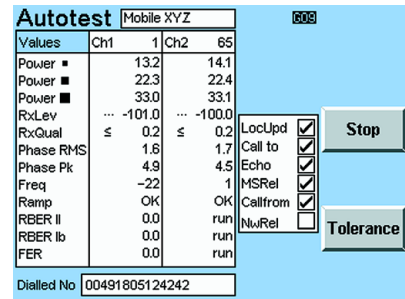 Autotest Mobile XYZ G09
Values Ch1 1 Ch2 65
Power ▪ 13.2 14.1
Power ■ 22.3 22.4
Power ■ 33.0 33.1
RxLev ... -101.0 ... -100.0
RxQual ≤ 0.2 ≤ 0.2
Phase RMS 1.6 1.7
Phase Pk 4.9 4.5
Freq -22 1
Ramp OK OK
RBER II 0.0 run
RBER Ib 0.0 run
FER 0.0 run
LocUpd
Call to
Echo
MSRel
Callfrom
NwRel
Stop
Tolerance
Dialled No 00491805124242